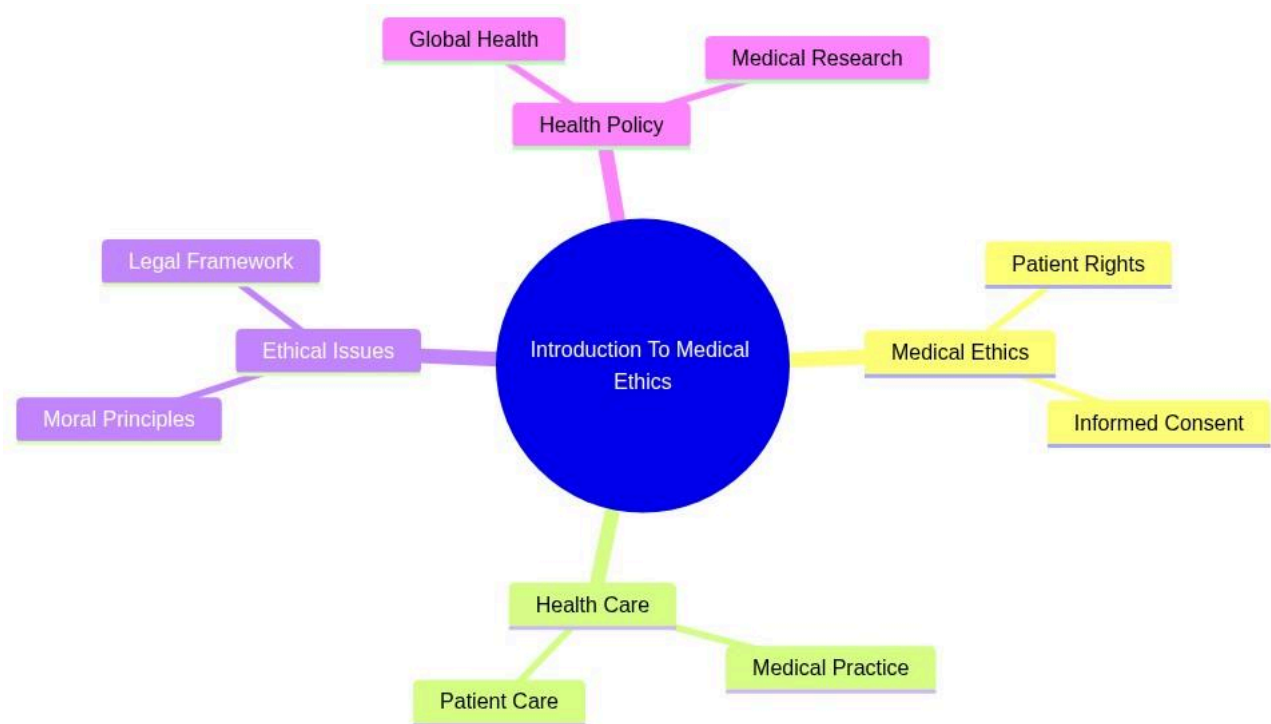 Global Health
Medical Research
Health Policy
Legal Framework
Patient Rights
Ethical Issues
Introduction To Medical
Ethics
Medical Ethics
Moral Principles
Informed Consent
Health Care
Medical Practice
Patient Care